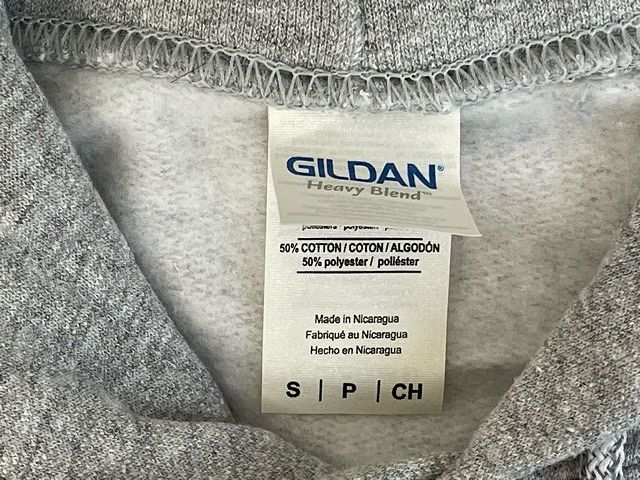 GILDAN®
Heavy Blend™
50% COTTON / COTON / ALGODÓN
50% polyester / poliéster
Made in Nicaragua
Fabriqué au Nicaragua
Hecho en Nicaragua
S | P | CH